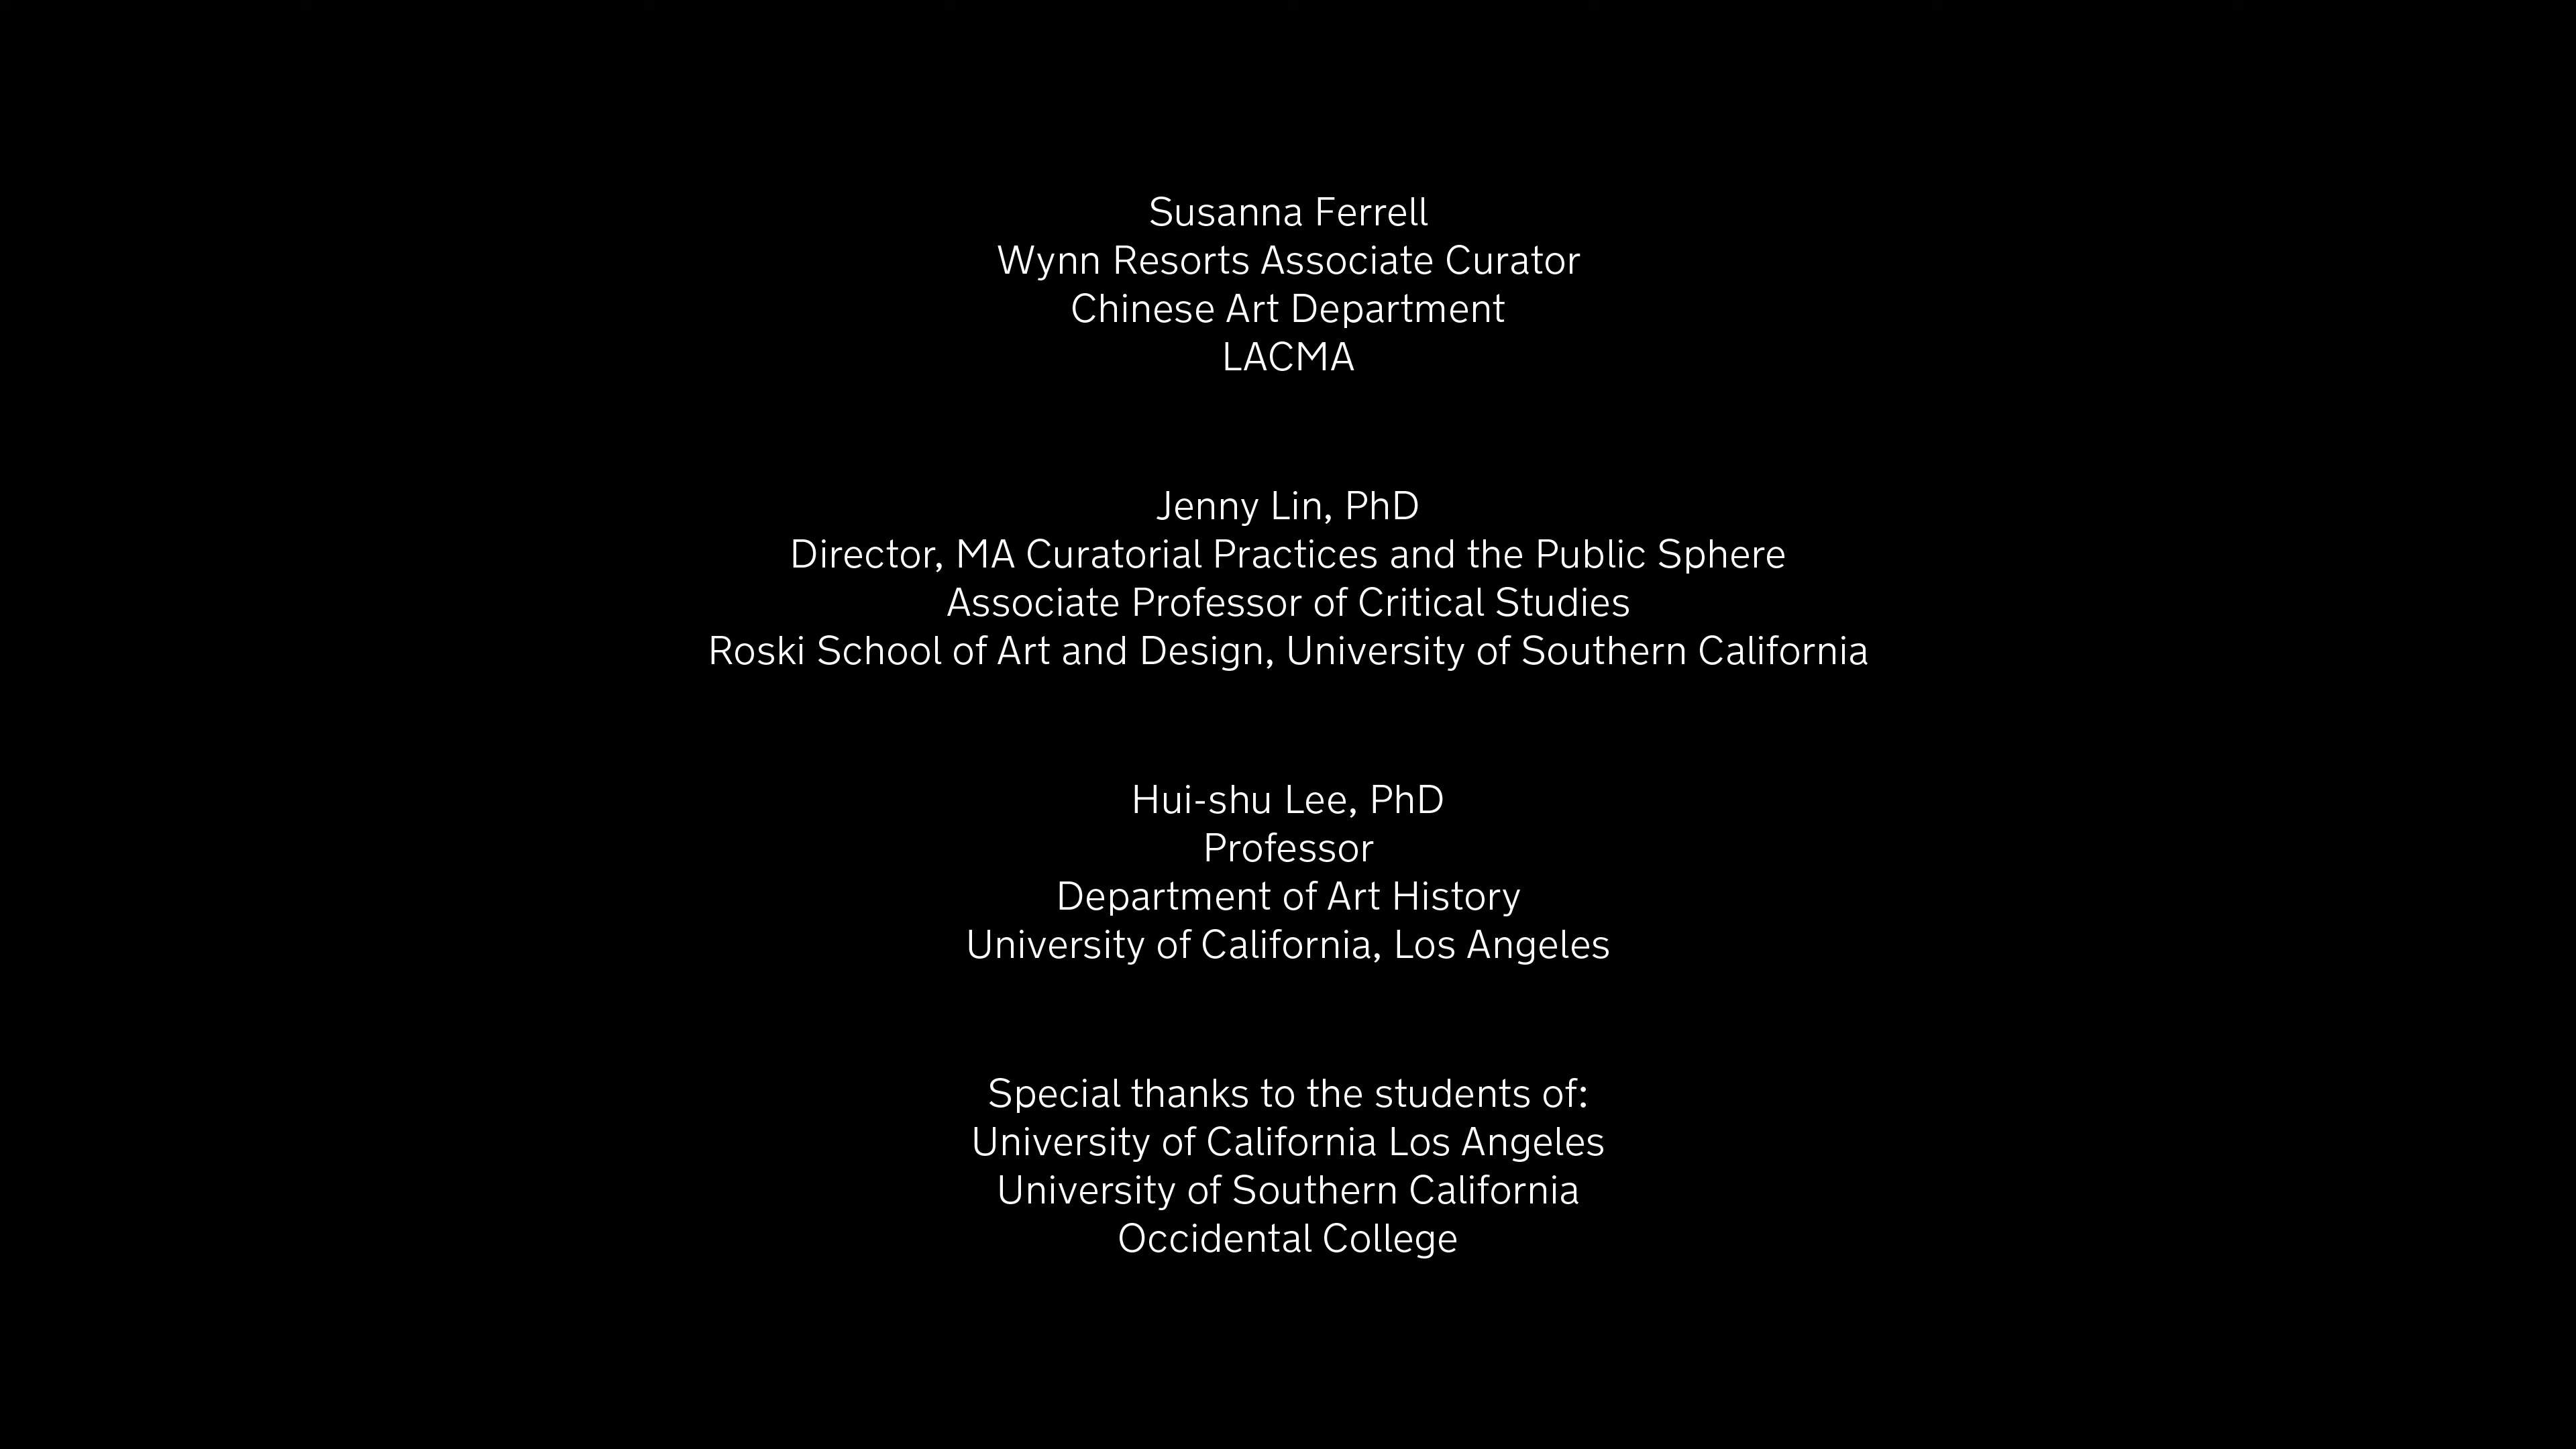 Susanna Ferrell
Wynn Resorts Associate Curator
Chinese Art Department
LACMA
Jenny Lin, PhD
Director, MA Curatorial Practices and the Public Sphere
Associate Professor of Critical Studies
Roski School of Art and Design, University of Southern California
Hui-shu Lee, PhD
Professor
Department of Art History
University of California, Los Angeles
Special thanks to the students of:
University of California Los Angeles
University of Southern California
Occidental College